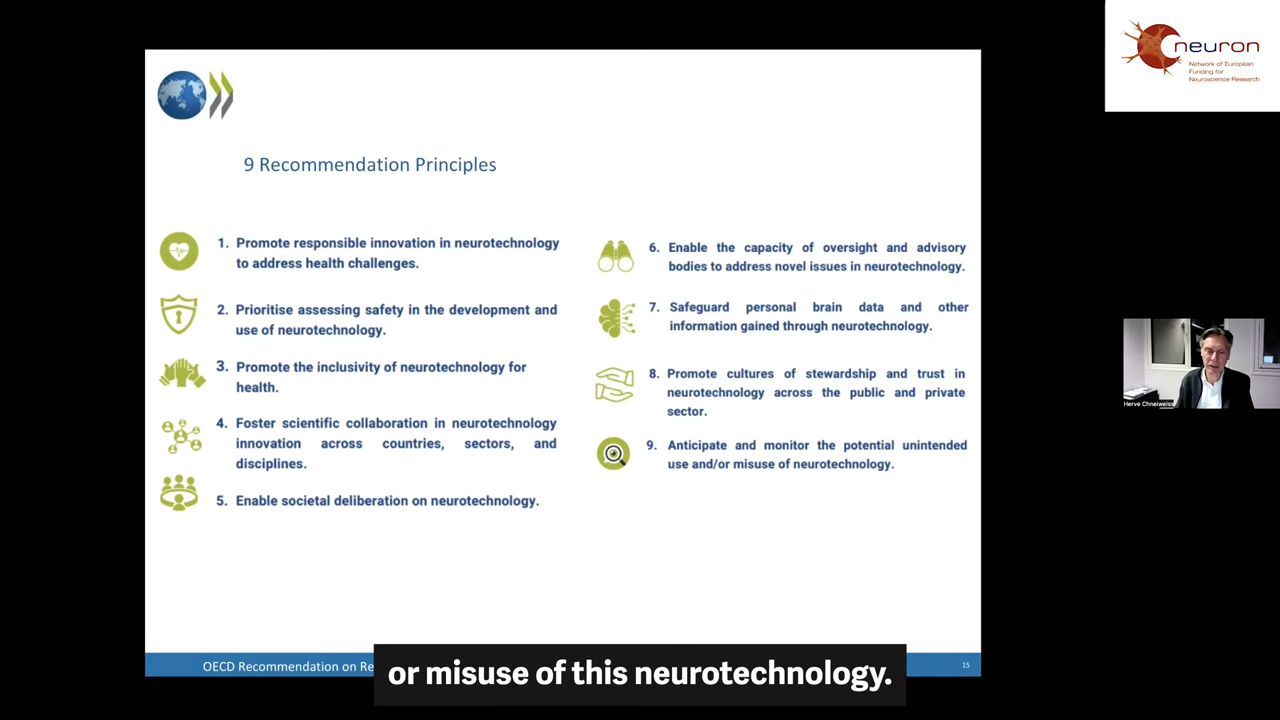 neuron
Network of European
Funding for
Neuroscience Research
9 Recommendation Principles
1. Promote responsible innovation in neurotechnology
to address health challenges.
2. Prioritise assessing safety in the development and
use of neurotechnology.
3. Promote the inclusivity of neurotechnology for
health.
4. Foster scientific collaboration in neurotechnology
innovation across countries, sectors, and
disciplines.
5. Enable societal deliberation on neurotechnology.
6. Enable the capacity of oversight and advisory
bodies to address novel issues in neurotechnology.
7. Safeguard personal brain data and other
information gained through neurotechnology.
8. Promote cultures of stewardship and trust in
neurotechnology across the public and private
sector.
9. Anticipate and monitor the potential unintended
use and/or misuse of neurotechnology.
Herve Chneiweiss
OECD Recommendation on
15
or misuse of this neurotechnology.